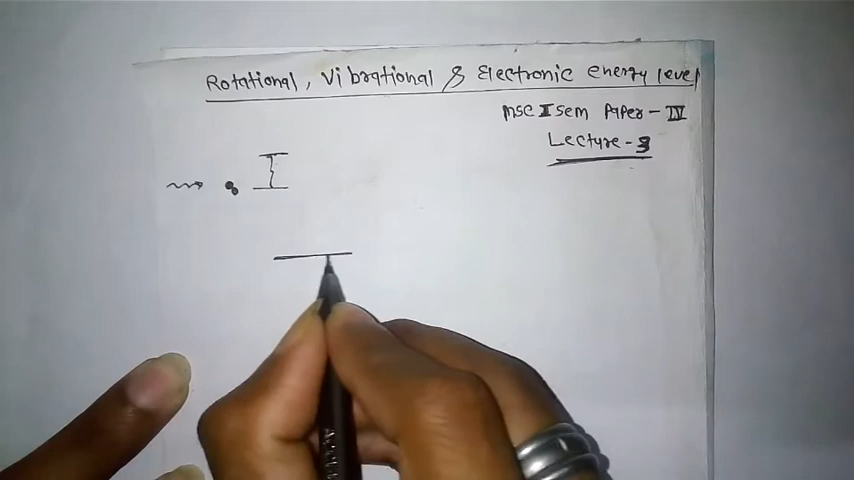 Rotational, Vibrational & Electronic energy level
MSC I sem Paper - IV
Lecture - 3